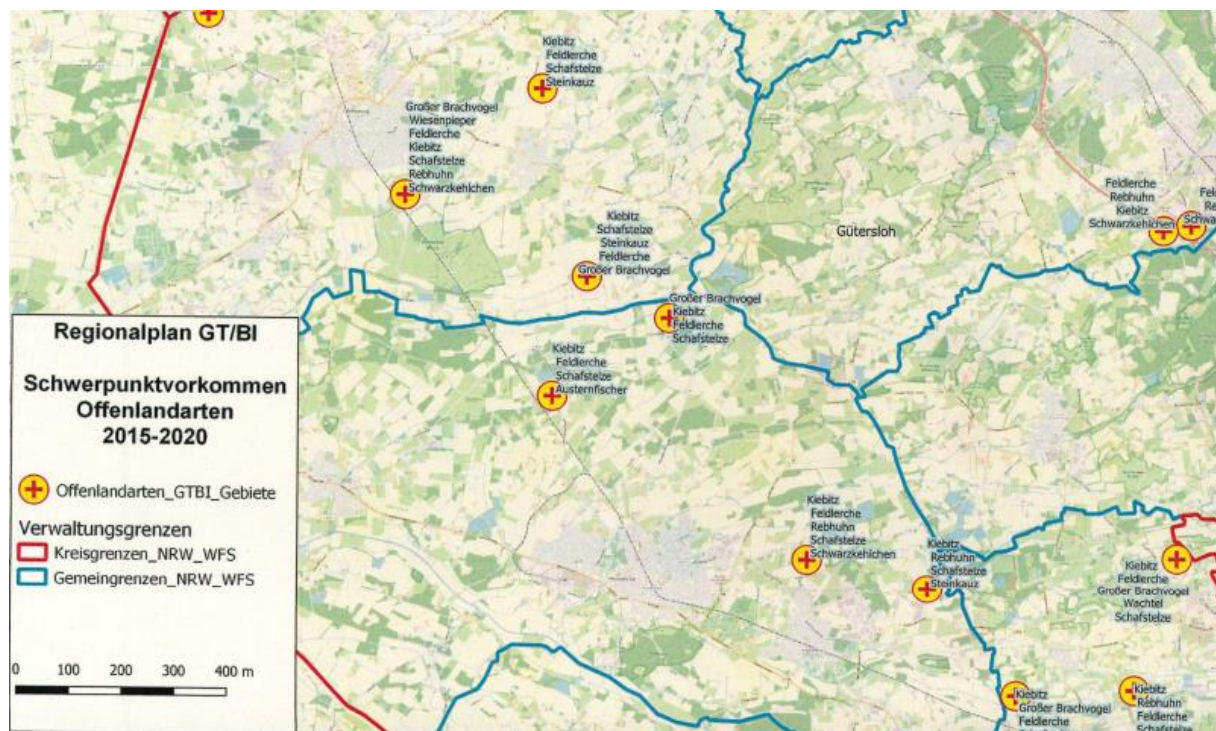 Kiebitz
Feldlerche
Schafstelze
Steinkauz
Großer Brachvogel
Wiesenpieper
Feldlerche
Kiebitz
Schafstelze
Rebhuhn
Schwarzkehlchen
Kiebitz
Schafstelze
Steinkauz
Feldlerche
Großer Brachvogel
Gütersloh
Feldlerche
Rebhuhn
Kiebitz
Schwarzkehlchen
Großer Brachvogel
Kiebitz
Feldlerche
Schafstelze
Kiebitz
Feldlerche
Schafstelze
Austernfischer
Kiebitz
Feldlerche
Rebhuhn
Schafstelze
Schwarzkehlchen
Kiebitz
Rebhuhn
Schafstelze
Steinkauz
Kiebitz
Feldlerche
Großer Brachvogel
Wachtel
Schafstelze
Kiebitz
Großer Brachvogel
Feldlerche
Kiebitz
Rebhuhn
Feldlerche
Schafstelze
Regionalplan GT/BI
Schwerpunktvorkommen
Offenlandarten
2015-2020
Offenlandarten_GTBI_Gebiete
Verwaltungsgrenzen
Kreisgrenzen_NRW_WFS
Gemeingrenzen_NRW_WFS
0 100 200 300 400 m